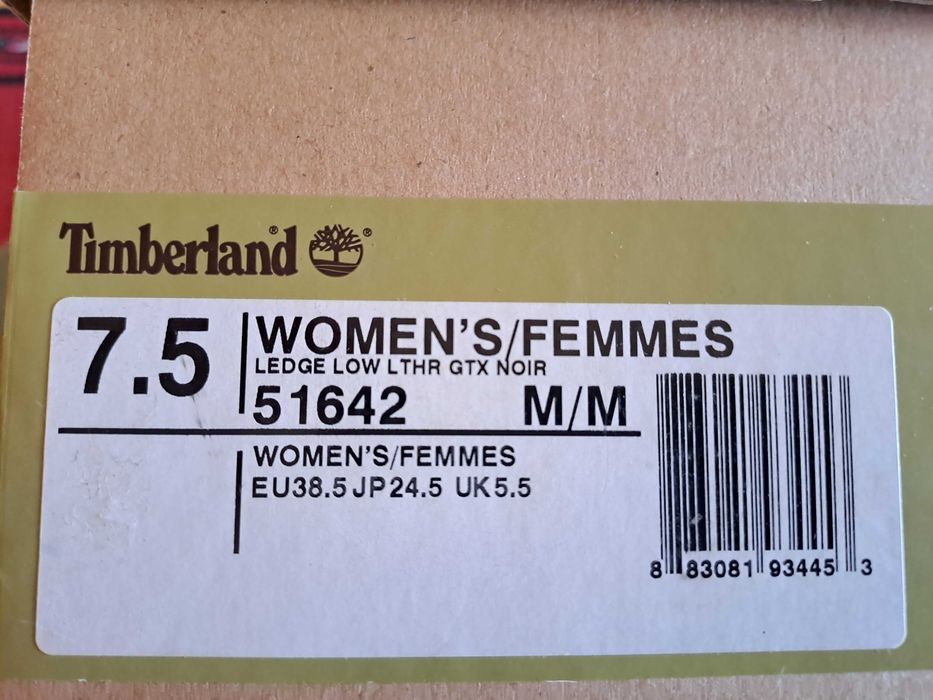 Timberland® ®
7.5
WOMEN'S/FEMMES
LEDGE LOW LTHR GTX NOIR
51642 M/M
WOMEN'S/FEMMES
EU38.5 JP24.5 UK5.5
8 83081 93445 3